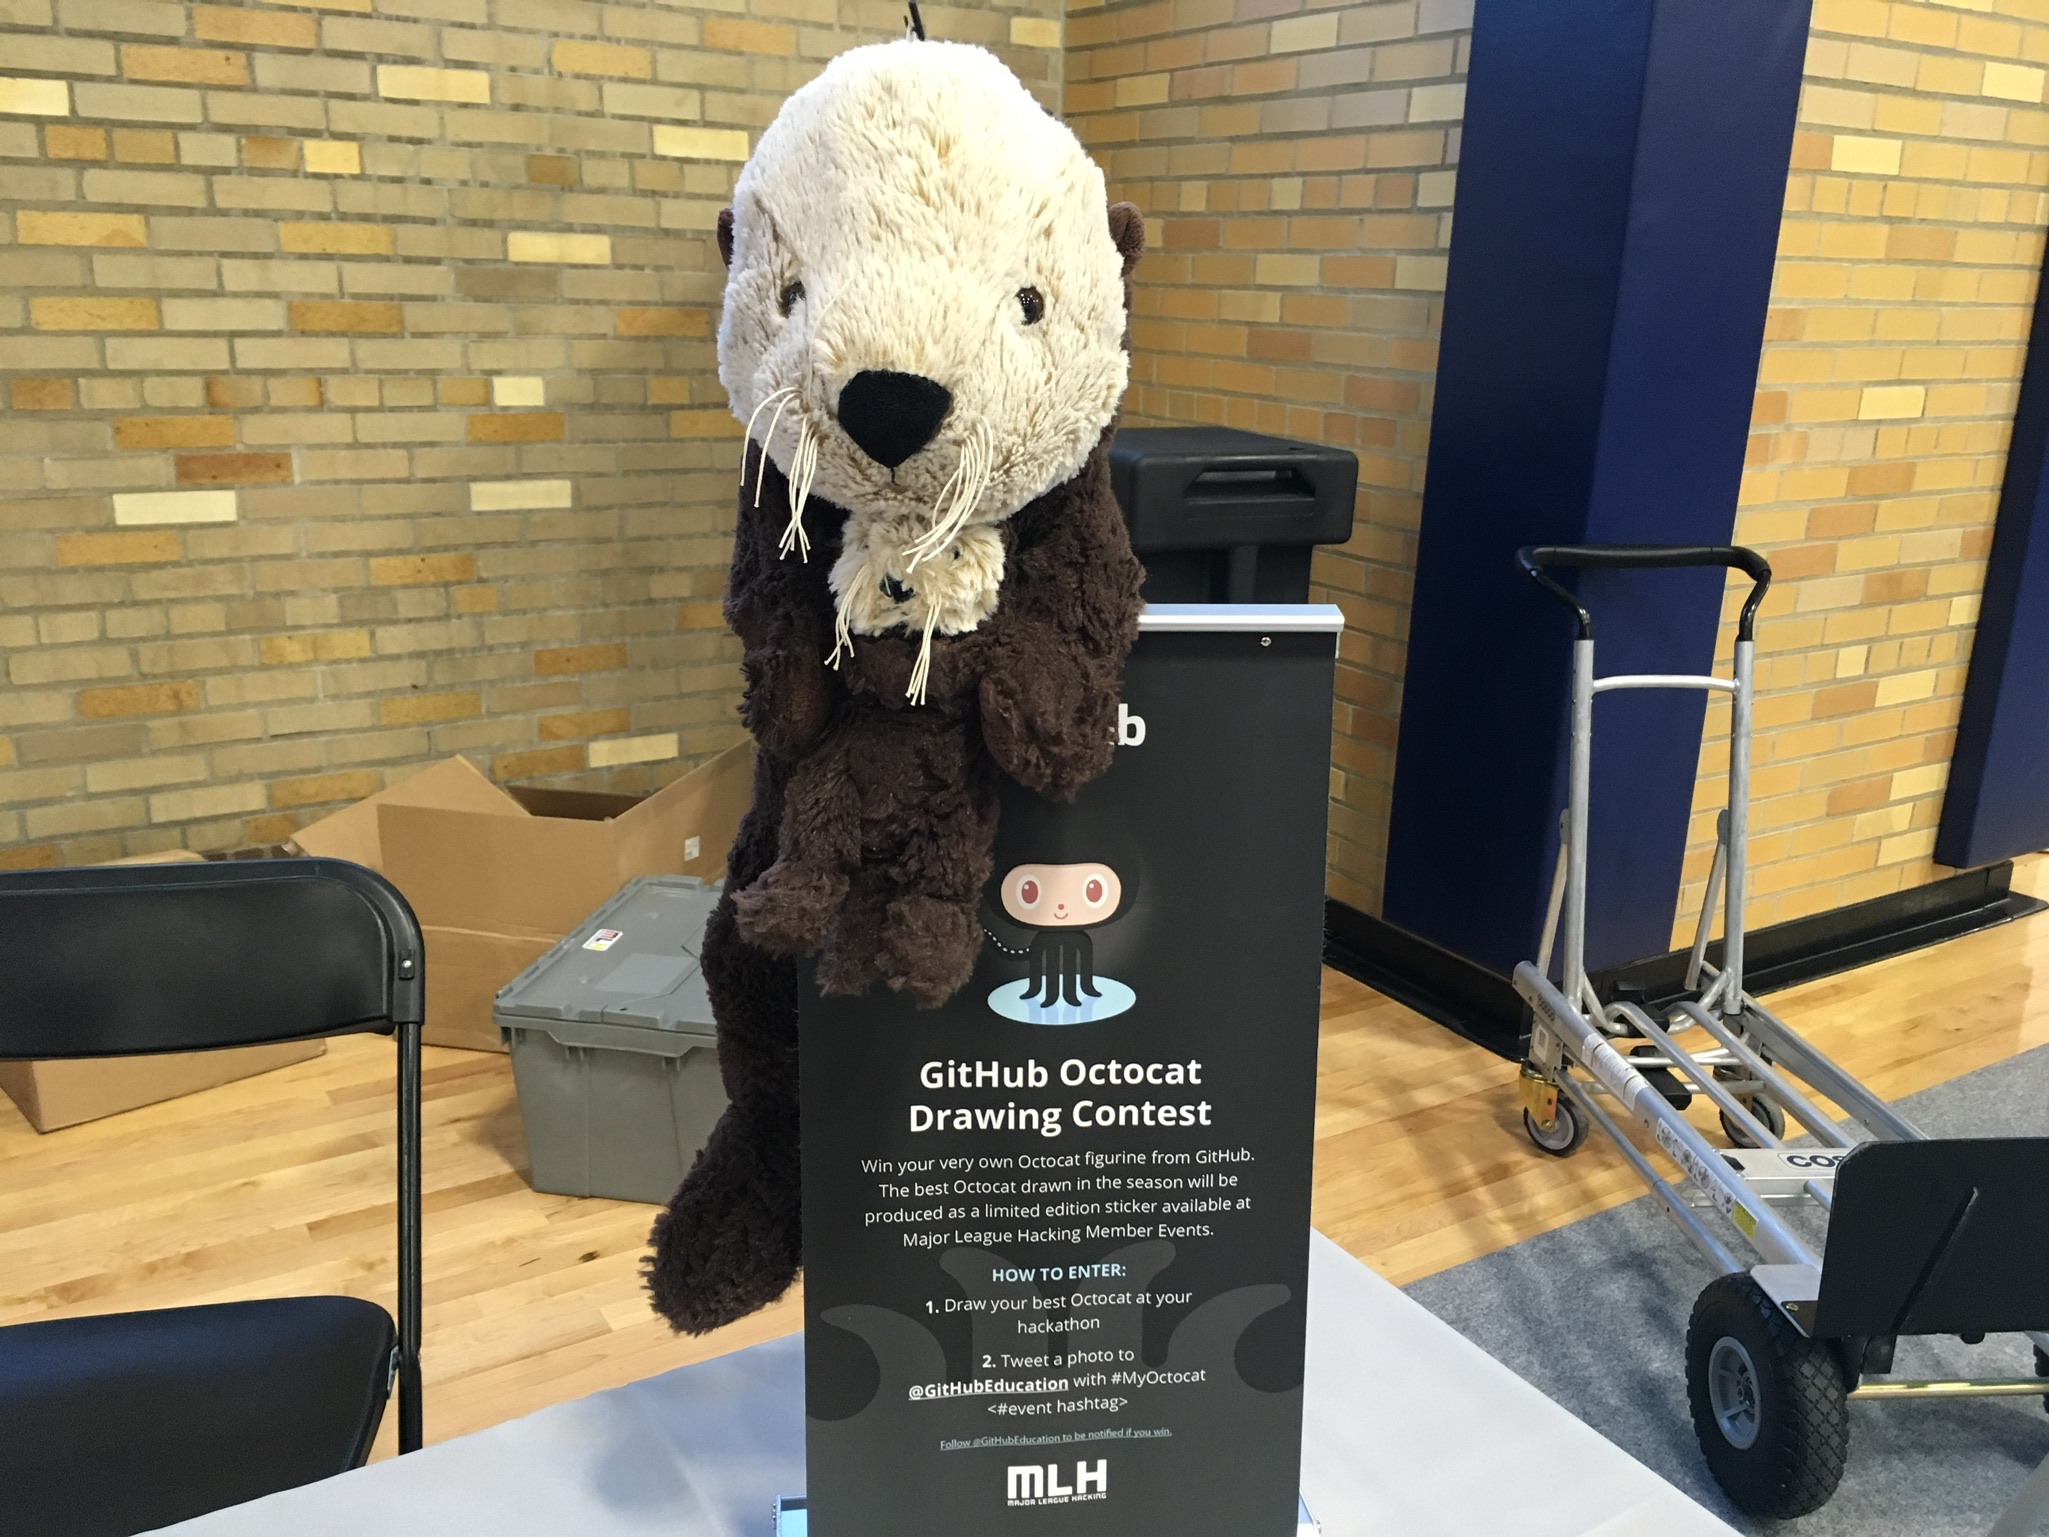 b
GitHub Octocat
Drawing Contest
Win your very own Octocat figurine from GitHub.
The best Octocat drawn in the season will be
produced as a limited edition sticker available at
Major League Hacking Member Events.
HOW TO ENTER:
1. Draw your best Octocat at your
hackathon
2. Tweet a photo to
@GitHubEducation with #MyOctocat
<#event hashtag>
Follow @GitHubEducation to be notified if you win.
MLH
MAJOR LEAGUE HACKING
COS